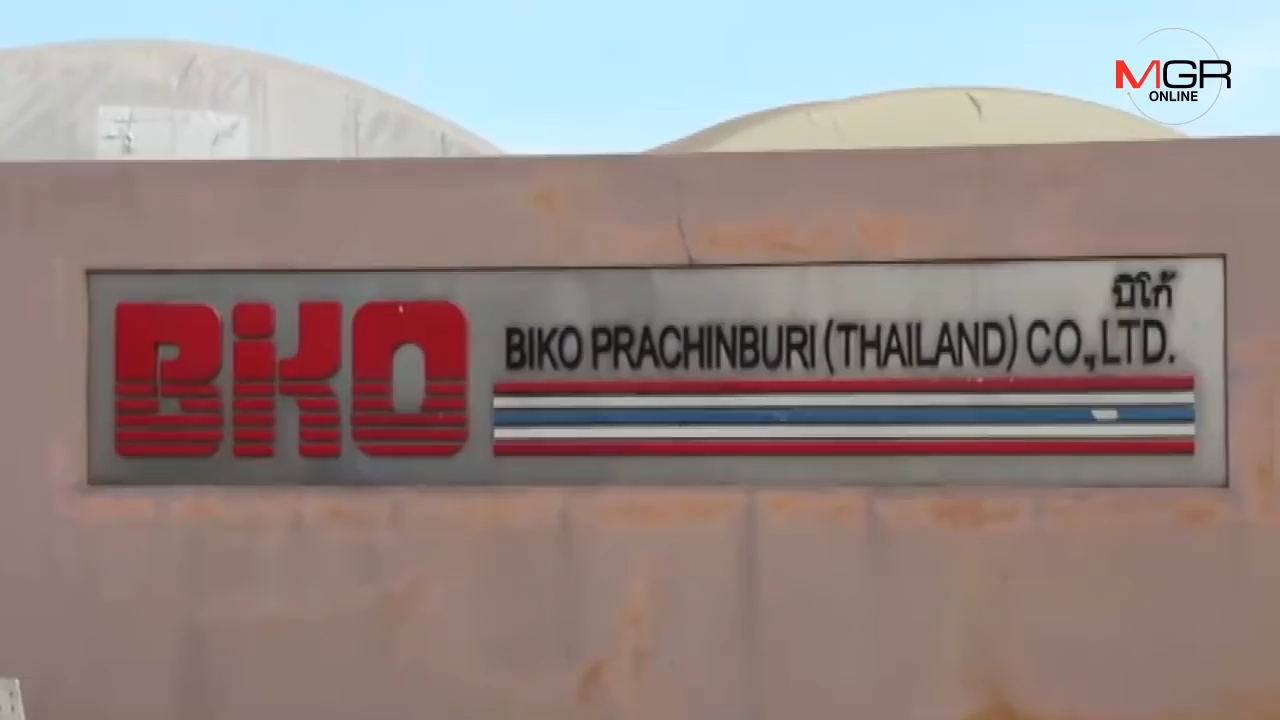 MGR
ONLINE
บิโก้
BIKO
BIKO PRACHINBURI (THAILAND) CO.,LTD.